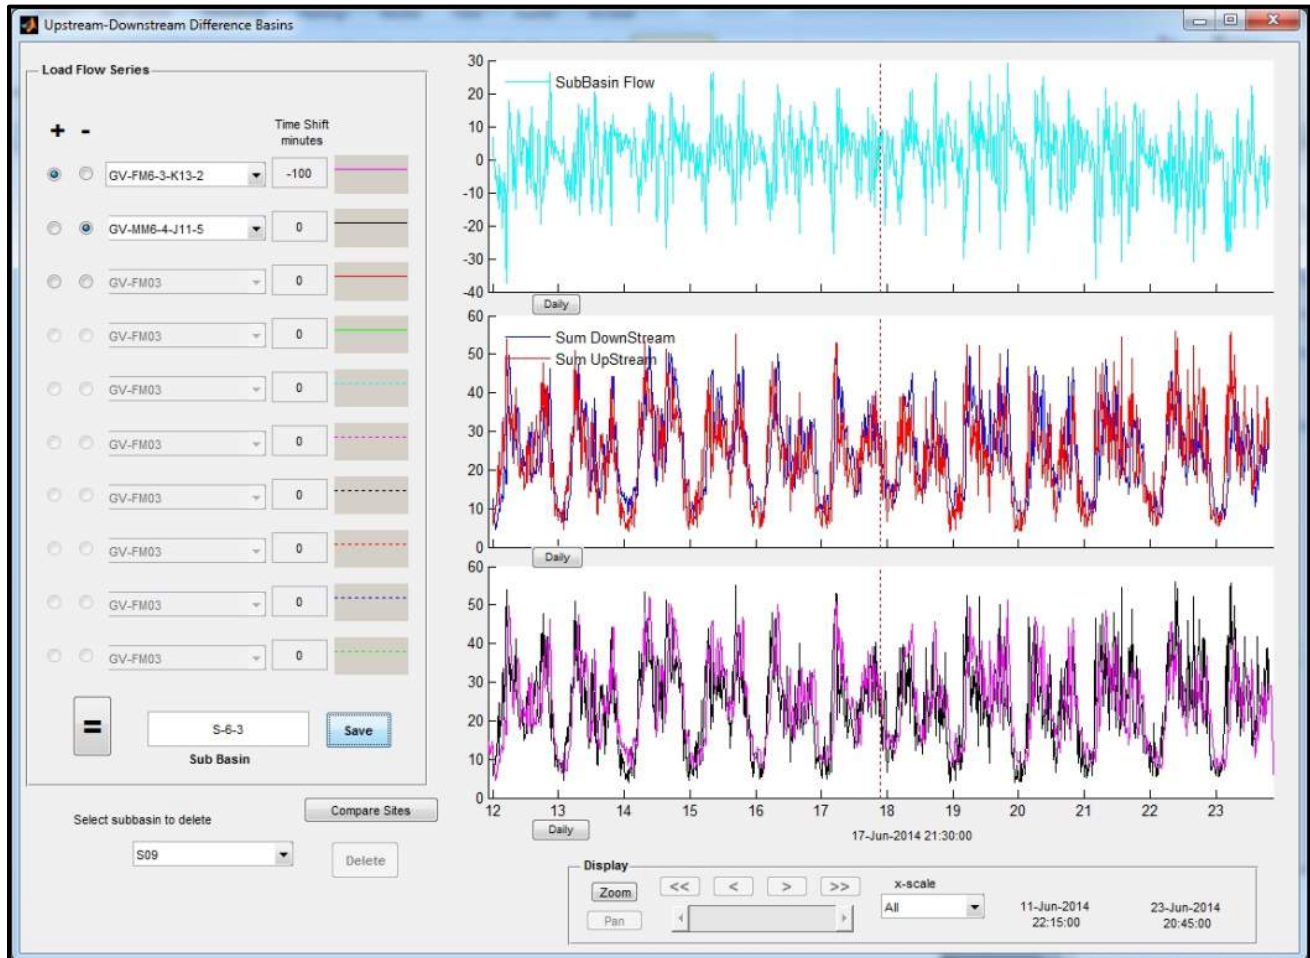 Upstream-Downstream Difference Basins
Load Flow Series
+ -
Time Shift
minutes
GV-FM6-3-K13-2 -100
GV-MM6-4-J11-5 0
GV-FM03 0
GV-FM03 0
GV-FM03 0
GV-FM03 0
GV-FM03 0
GV-FM03 0
GV-FM03 0
GV-FM03 0
= S-6-3 Save
Sub Basin
Compare Sites
Select subbasin to delete
S09 Delete
30
20
10
0
-10
-20
-30
-40
SubBasin Flow
Daily
60
50
40
30
20
10
0
Sum DownStream
Sum UpStream
Daily
60
50
40
30
20
10
0
12 13 14 15 16 17 18 19 20 21 22 23
Daily
17-Jun-2014 21:30:00
Display
Zoom << < > >>
Pan
x-scale
All
11-Jun-2014
22:15:00
23-Jun-2014
20:45:00